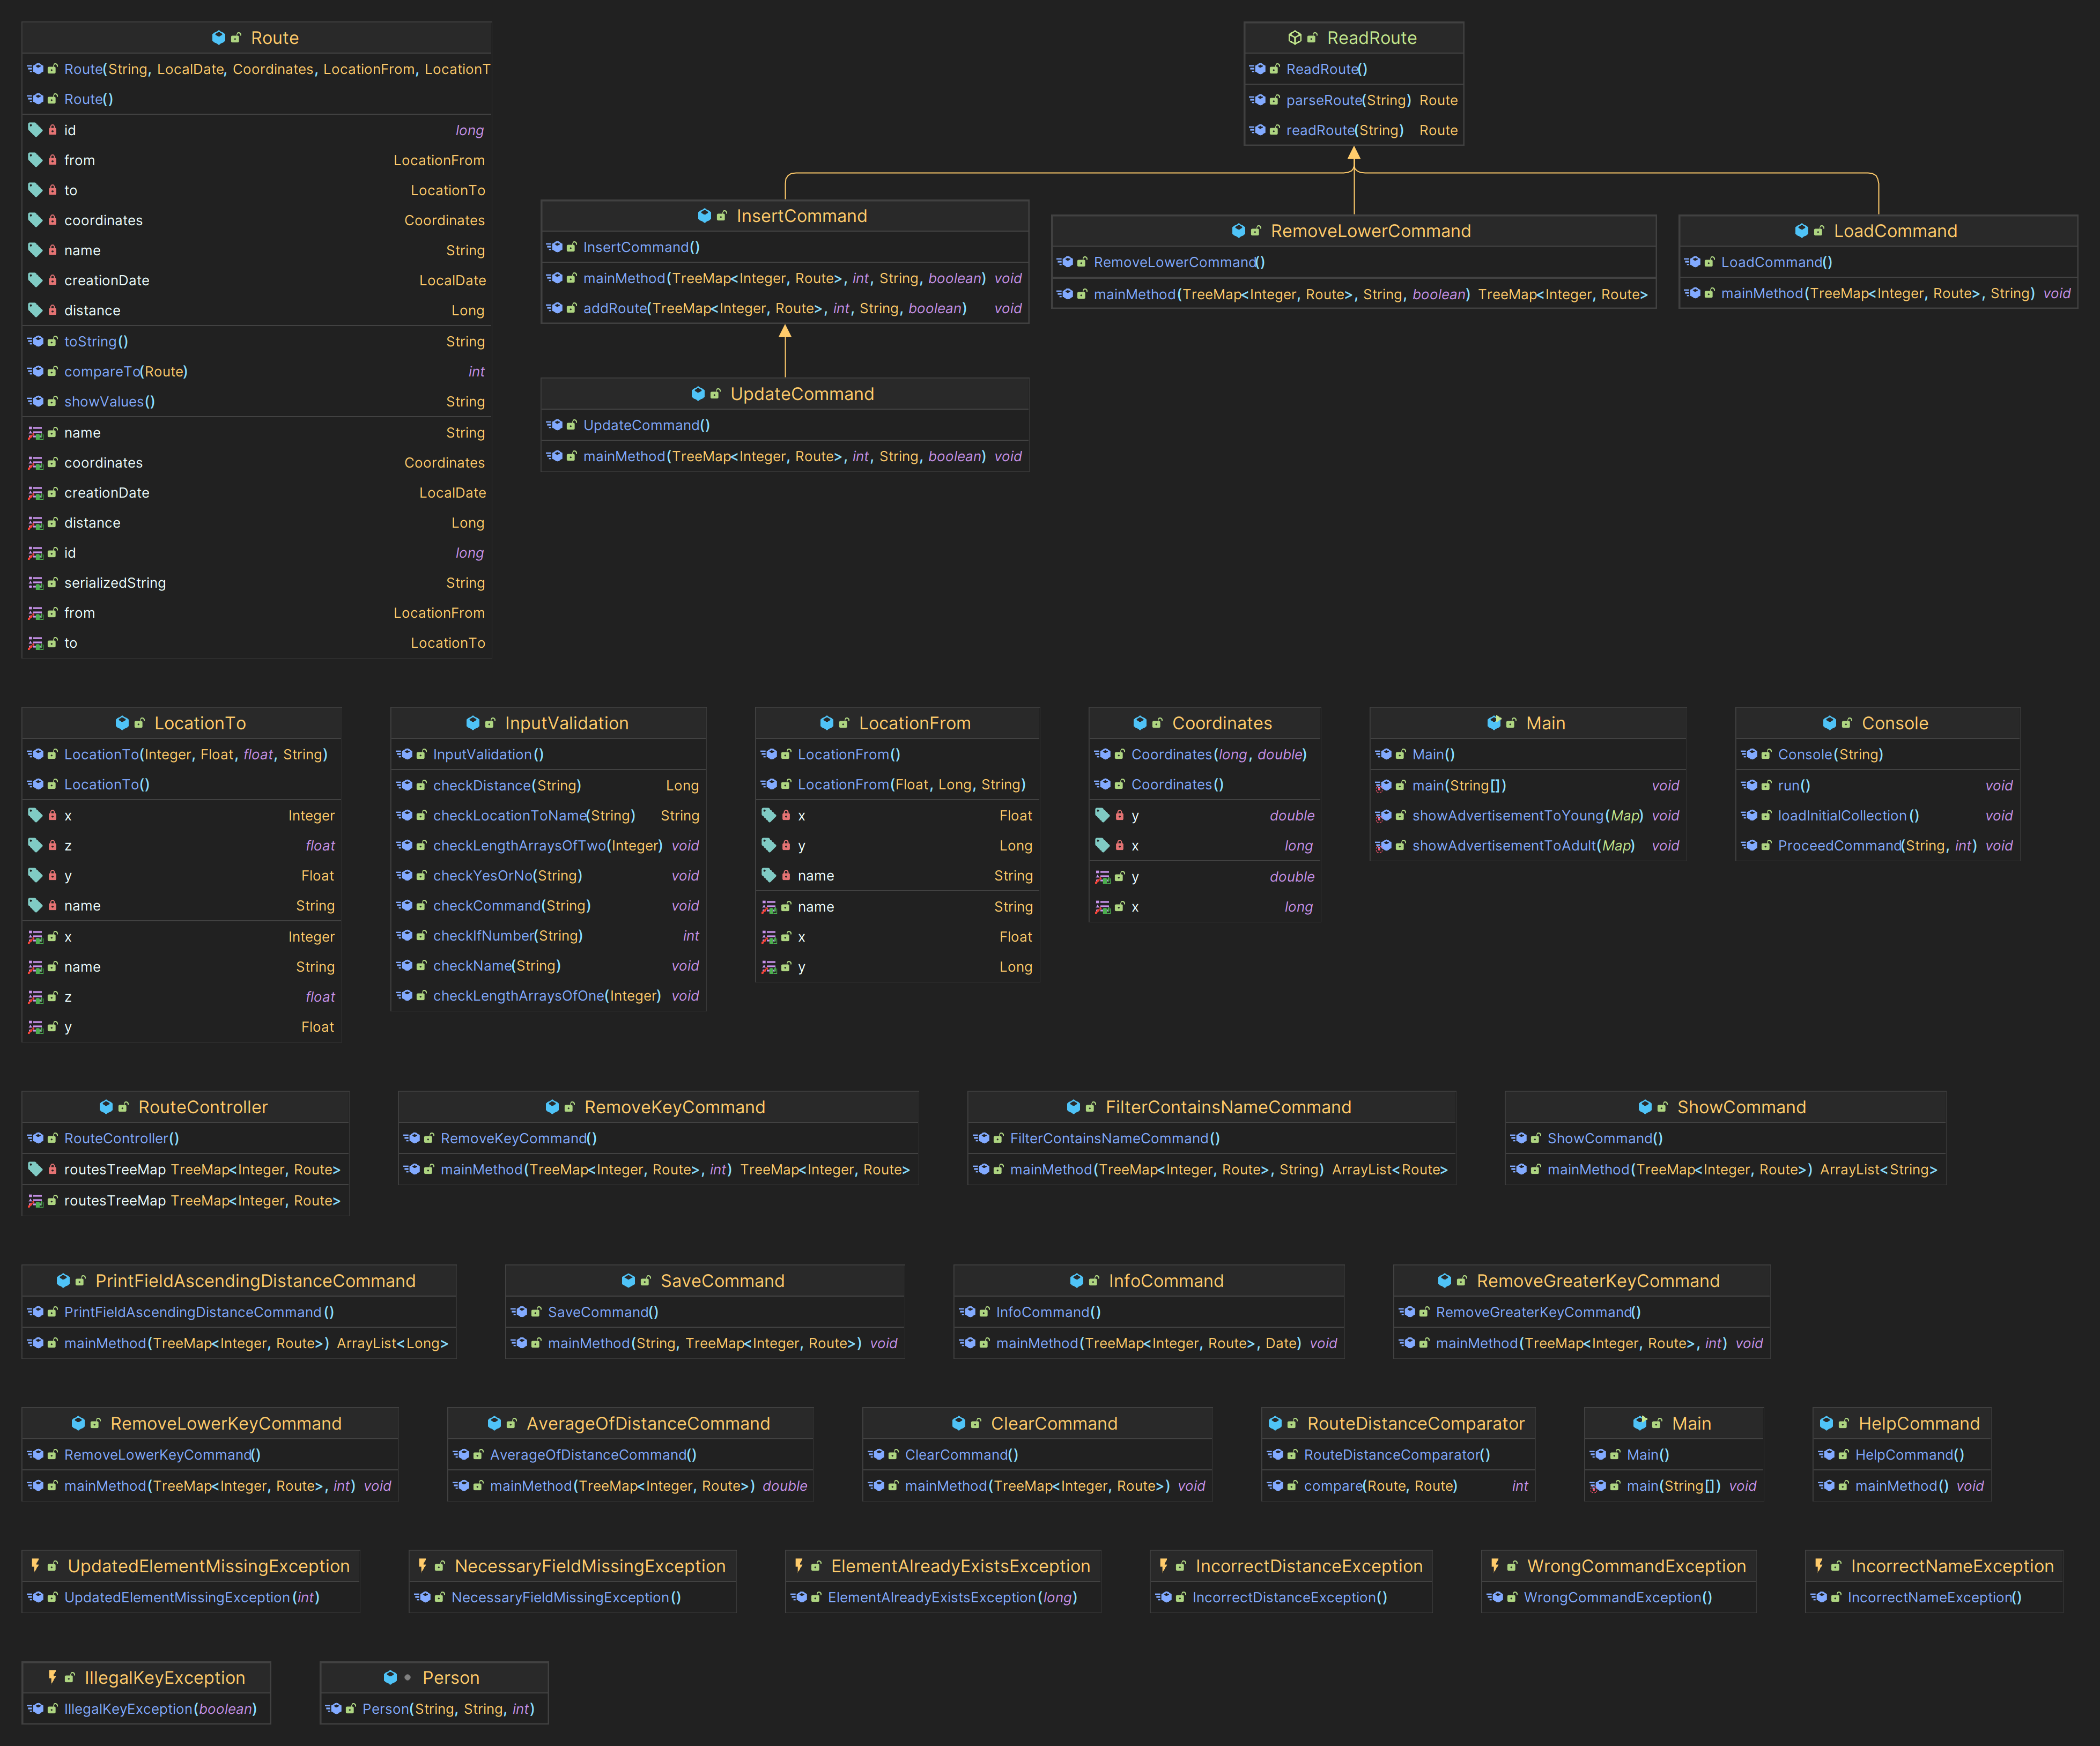 Route
Route(String, LocalDate, Coordinates, LocationFrom, LocationT
Route()
id long
from LocationFrom
to LocationTo
coordinates Coordinates
name String
creationDate LocalDate
distance Long
toString() String
compareTo(Route) int
showValues() String
name String
coordinates Coordinates
creationDate LocalDate
distance Long
id long
serializedString String
from LocationFrom
to LocationTo
ReadRoute
ReadRoute()
parseRoute(String) Route
readRoute(String) Route
InsertCommand
InsertCommand()
mainMethod(TreeMap<Integer, Route>, int, String, boolean) void
addRoute(TreeMap<Integer, Route>, int, String, boolean) void
RemoveLowerCommand
RemoveLowerCommand()
mainMethod(TreeMap<Integer, Route>, String, boolean) TreeMap<Integer, Route>
LoadCommand
LoadCommand()
mainMethod(TreeMap<Integer, Route>, String) void
UpdateCommand
UpdateCommand()
mainMethod(TreeMap<Integer, Route>, int, String, boolean) void
LocationTo
LocationTo(Integer, Float, float, String)
LocationTo()
x Integer
z float
y Float
name String
x Integer
name String
z float
y Float
InputValidation
InputValidation()
checkDistance(String) Long
checkLocationToName(String) String
checkLengthArraysOfTwo(Integer) void
checkYesOrNo(String) void
checkCommand(String) void
checkIfNumber(String) int
checkName(String) void
checkLengthArraysOfOne(Integer) void
LocationFrom
LocationFrom()
LocationFrom(Float, Long, String)
x Float
y Long
name String
name String
x Float
y Long
Coordinates
Coordinates(long, double)
Coordinates()
y double
x long
y double
x long
Main
Main()
main(String[]) void
showAdvertisementToYoung(Map) void
showAdvertisementToAdult(Map) void
Console
Console(String)
run() void
loadInitialCollection() void
ProceedCommand(String, int) void
RouteController
RouteController()
routesTreeMap TreeMap<Integer, Route>
routesTreeMap TreeMap<Integer, Route>
RemoveKeyCommand
RemoveKeyCommand()
mainMethod(TreeMap<Integer, Route>, int) TreeMap<Integer, Route>
FilterContainsNameCommand
FilterContainsNameCommand()
mainMethod(TreeMap<Integer, Route>, String) ArrayList<Route>
ShowCommand
ShowCommand()
mainMethod(TreeMap<Integer, Route>) ArrayList<String>
PrintFieldAscendingDistanceCommand
PrintFieldAscendingDistanceCommand()
mainMethod(TreeMap<Integer, Route>) ArrayList<Long>
SaveCommand
SaveCommand()
mainMethod(String, TreeMap<Integer, Route>) void
InfoCommand
InfoCommand()
mainMethod(TreeMap<Integer, Route>, Date) void
RemoveGreaterKeyCommand
RemoveGreaterKeyCommand()
mainMethod(TreeMap<Integer, Route>, int) void
RemoveLowerKeyCommand
RemoveLowerKeyCommand()
mainMethod(TreeMap<Integer, Route>, int) void
AverageOfDistanceCommand
AverageOfDistanceCommand()
mainMethod(TreeMap<Integer, Route>) double
ClearCommand
ClearCommand()
mainMethod(TreeMap<Integer, Route>) void
RouteDistanceComparator
RouteDistanceComparator()
compare(Route, Route) int
Main
Main()
main(String[]) void
HelpCommand
HelpCommand()
mainMethod() void
UpdatedElementMissingException
UpdatedElementMissingException(int)
NecessaryFieldMissingException
NecessaryFieldMissingException()
ElementAlreadyExistsException
ElementAlreadyExistsException(long)
IncorrectDistanceException
IncorrectDistanceException()
WrongCommandException
WrongCommandException()
IncorrectNameException
IncorrectNameException()
IllegalKeyException
IllegalKeyException(boolean)
Person
Person(String, String, int)